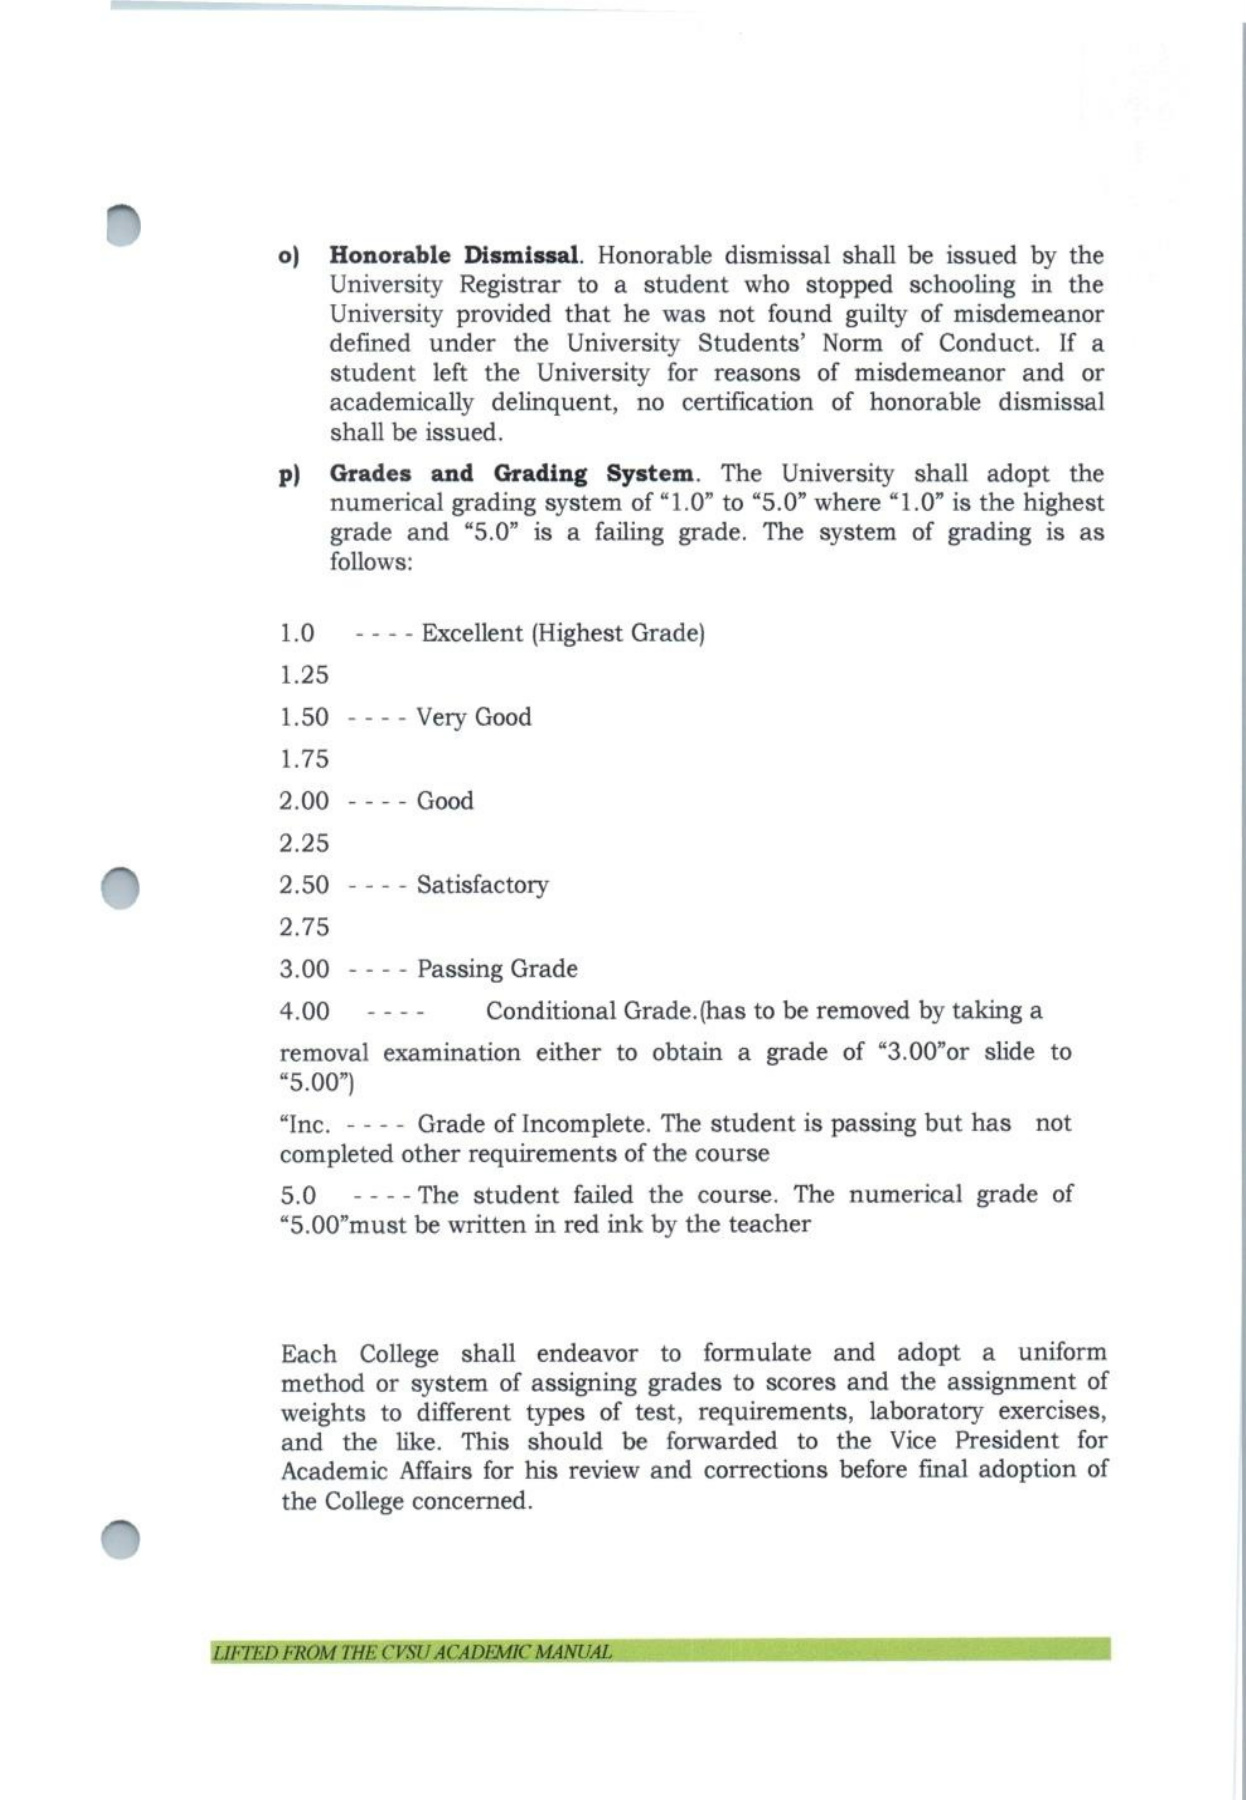 o) Honorable Dismissal. Honorable dismissal shall be issued by the
University Registrar to a student who stopped schooling in the
University provided that he was not found guilty of misdemeanor
defined under the University Students’ Norm of Conduct. If a
student left the University for reasons of misdemeanor and or
academically delinquent, no certification of honorable dismissal
shall be issued.
p) Grades and Grading System. The University shall adopt the
numerical grading system of “1.0” to “5.0” where “1.0” is the highest
grade and “5.0” is a failing grade. The system of grading is as
follows:
1.0 - - - - Excellent (Highest Grade)
1.25
1.50 - - - - Very Good
1.75
2.00 - - - - Good
2.25
2.50 - - - - Satisfactory
2.75
3.00 - - - - Passing Grade
4.00 - - - - Conditional Grade.(has to be removed by taking a
removal examination either to obtain a grade of “3.00”or slide to
“5.00”)
“Inc. - - - - Grade of Incomplete. The student is passing but has not
completed other requirements of the course
5.0 - - - - The student failed the course. The numerical grade of
“5.00”must be written in red ink by the teacher
Each College shall endeavor to formulate and adopt a uniform
method or system of assigning grades to scores and the assignment of
weights to different types of test, requirements, laboratory exercises,
and the like. This should be forwarded to the Vice President for
Academic Affairs for his review and corrections before final adoption of
the College concerned.
LIFTED FROM THE CVSU ACADEMIC MANUAL